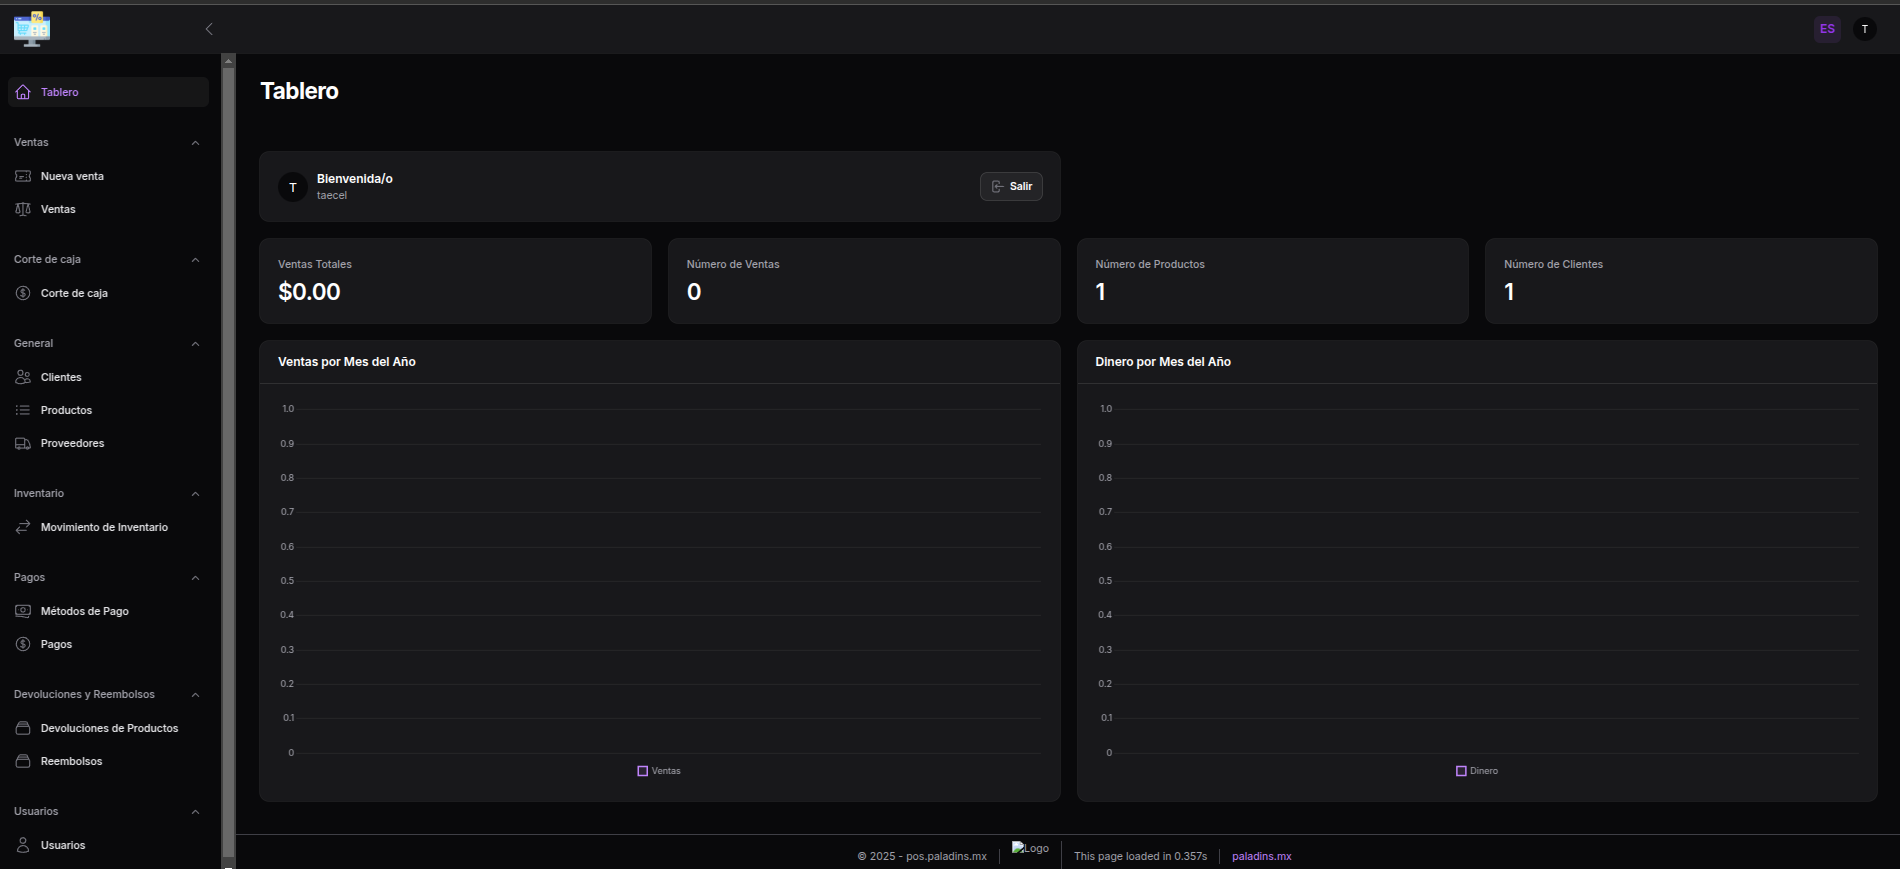 ES
T
Tablero
Ventas
Nueva venta
Ventas
Corte de caja
Corte de caja
General
Clientes
Productos
Proveedores
Inventario
Movimiento de Inventario
Pagos
Métodos de Pago
Pagos
Devoluciones y Reembolsos
Devoluciones de Productos
Reembolsos
Usuarios
Usuarios
Tablero
T
Bienvenida/o
taecel
Salir
Ventas Totales
$0.00
Número de Ventas
0
Número de Productos
1
Número de Clientes
1
Ventas por Mes del Año
1.0
0.9
0.8
0.7
0.6
0.5
0.4
0.3
0.2
0.1
0
Ventas
Dinero por Mes del Año
1.0
0.9
0.8
0.7
0.6
0.5
0.4
0.3
0.2
0.1
0
Dinero
© 2025 - pos.paladins.mx
Logo
This page loaded in 0.357s
paladins.mx